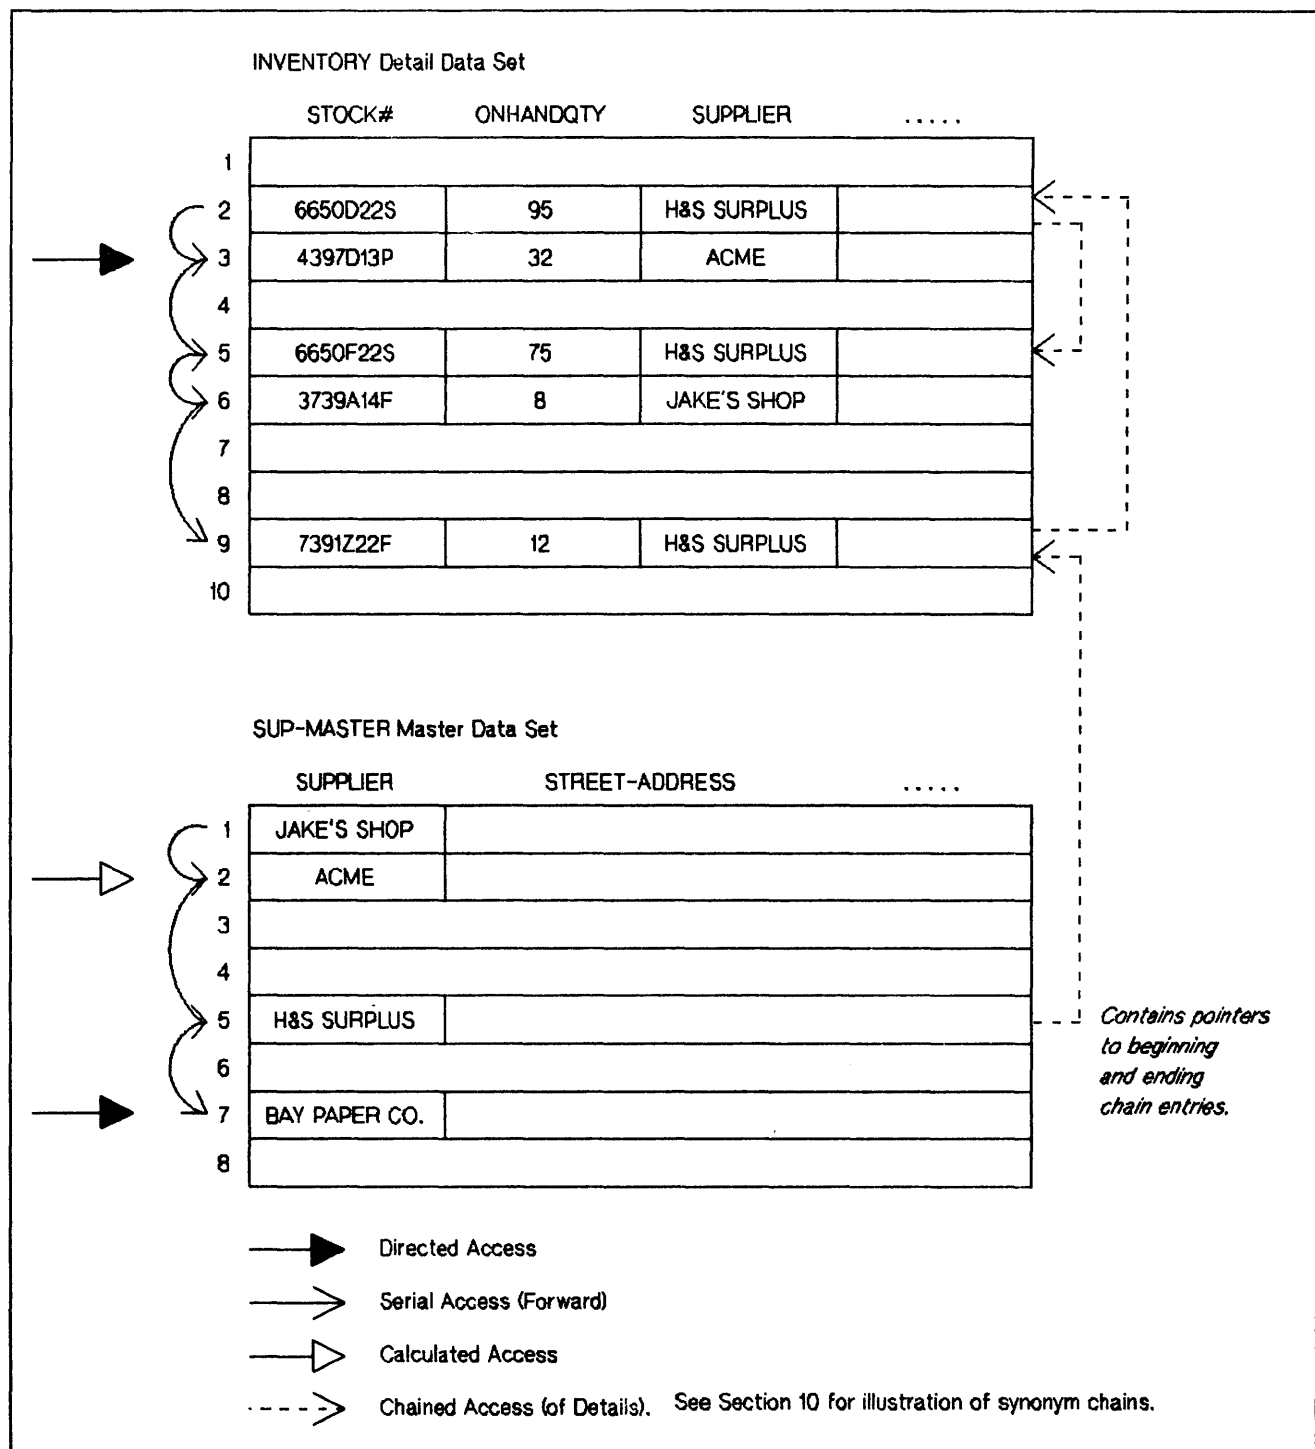 INVENTORY Detail Data Set
STOCK# ONHANDQTY SUPPLIER .....
1
2 6650D22S 95 H&S SURPLUS
3 4397D13P 32 ACME
4
5 6650F22S 75 H&S SURPLUS
6 3739A14F 8 JAKE'S SHOP
7
8
9 7391Z22F 12 H&S SURPLUS
10
SUP-MASTER Master Data Set
SUPPLIER STREET-ADDRESS .....
1 JAKE'S SHOP
2 ACME
3
4
5 H&S SURPLUS
6
7 BAY PAPER CO.
8
Contains pointers
to beginning
and ending
chain entries.
Directed Access
Serial Access (Forward)
Calculated Access
Chained Access (of Details). See Section 10 for illustration of synonym chains.